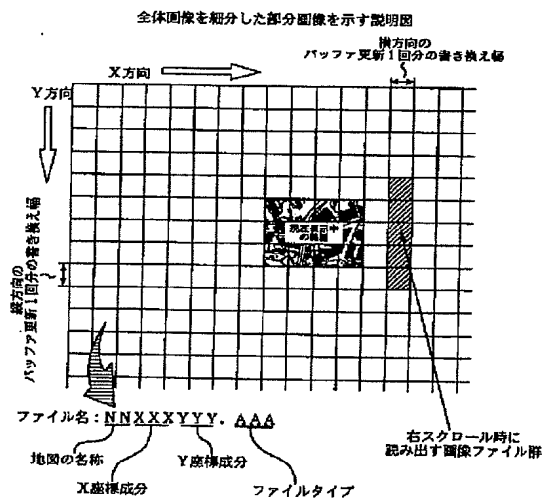 全体画像を細分した部分画像を示す説明図
横方向の
バッファ更新1回分の書き換え幅
X方向
Y方向
現在表示中
の範囲
縦方向の
バッファ更新1回分の書き換え幅
ファイル名:NNXXXYYY.AAA
地図の名称
X座標成分
Y座標成分
ファイルタイプ
右スクロール時に
読み出す画像ファイル群